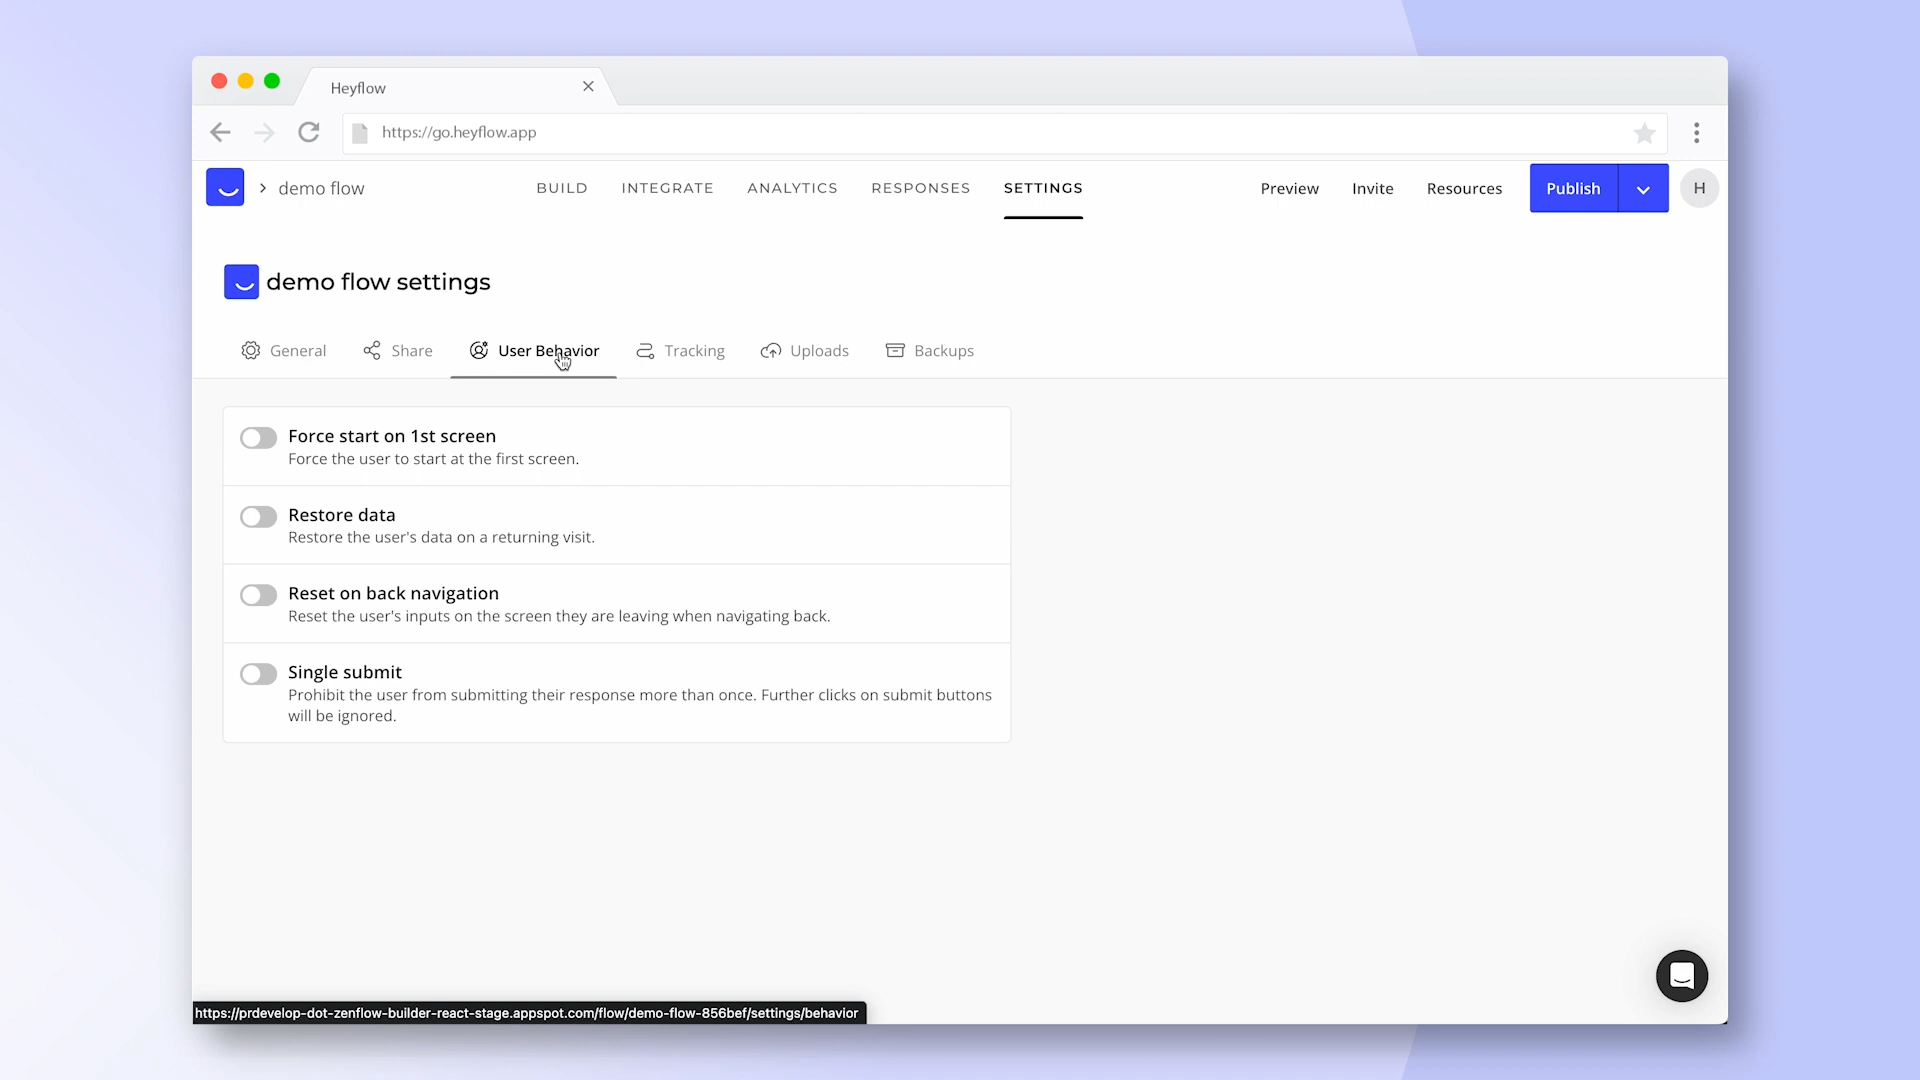 Heyflow
https://go.heyflow.app
demo flow
BUILD
INTEGRATE
ANALYTICS
RESPONSES
SETTINGS
Preview
Invite
Resources
Publish
H
demo flow settings
General
Share
User Behavior
Tracking
Uploads
Backups
Force start on 1st screen
Force the user to start at the first screen.
Restore data
Restore the user's data on a returning visit.
Reset on back navigation
Reset the user's inputs on the screen they are leaving when navigating back.
Single submit
Prohibit the user from submitting their response more than once. Further clicks on submit buttons
will be ignored.
https://prdevelop-dot-zenflow-builder-react-stage.appspot.com/flow/demo-flow-856bef/settings/behavior